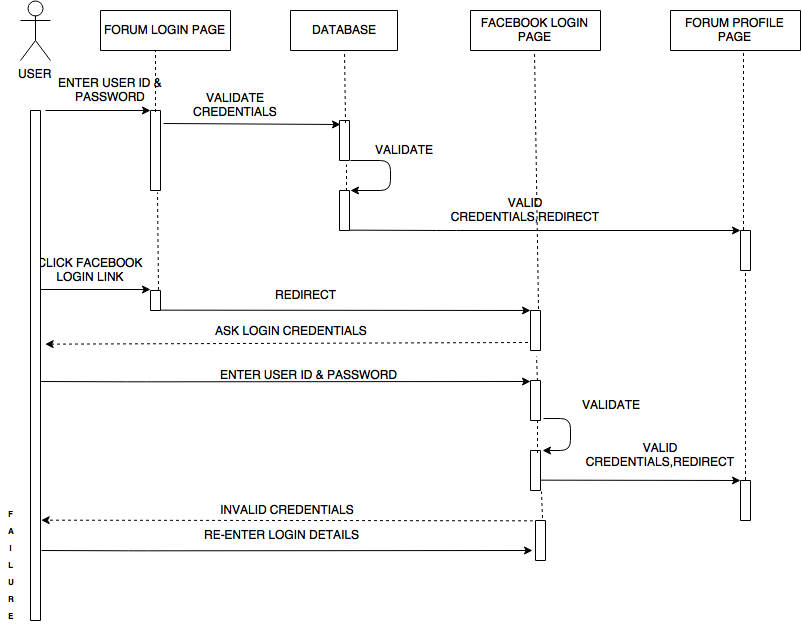 FORUM LOGIN PAGE
DATABASE
FACEBOOK LOGIN
PAGE
FORUM PROFILE
PAGE
USER
ENTER USER ID &
PASSWORD
VALIDATE
CREDENTIALS
VALIDATE
VALID
CREDENTIALS,REDIRECT
CLICK FACEBOOK
LOGIN LINK
REDIRECT
ASK LOGIN CREDENTIALS
ENTER USER ID & PASSWORD
VALIDATE
VALID
CREDENTIALS,REDIRECT
INVALID CREDENTIALS
RE-ENTER LOGIN DETAILS
F
A
I
L
U
R
E